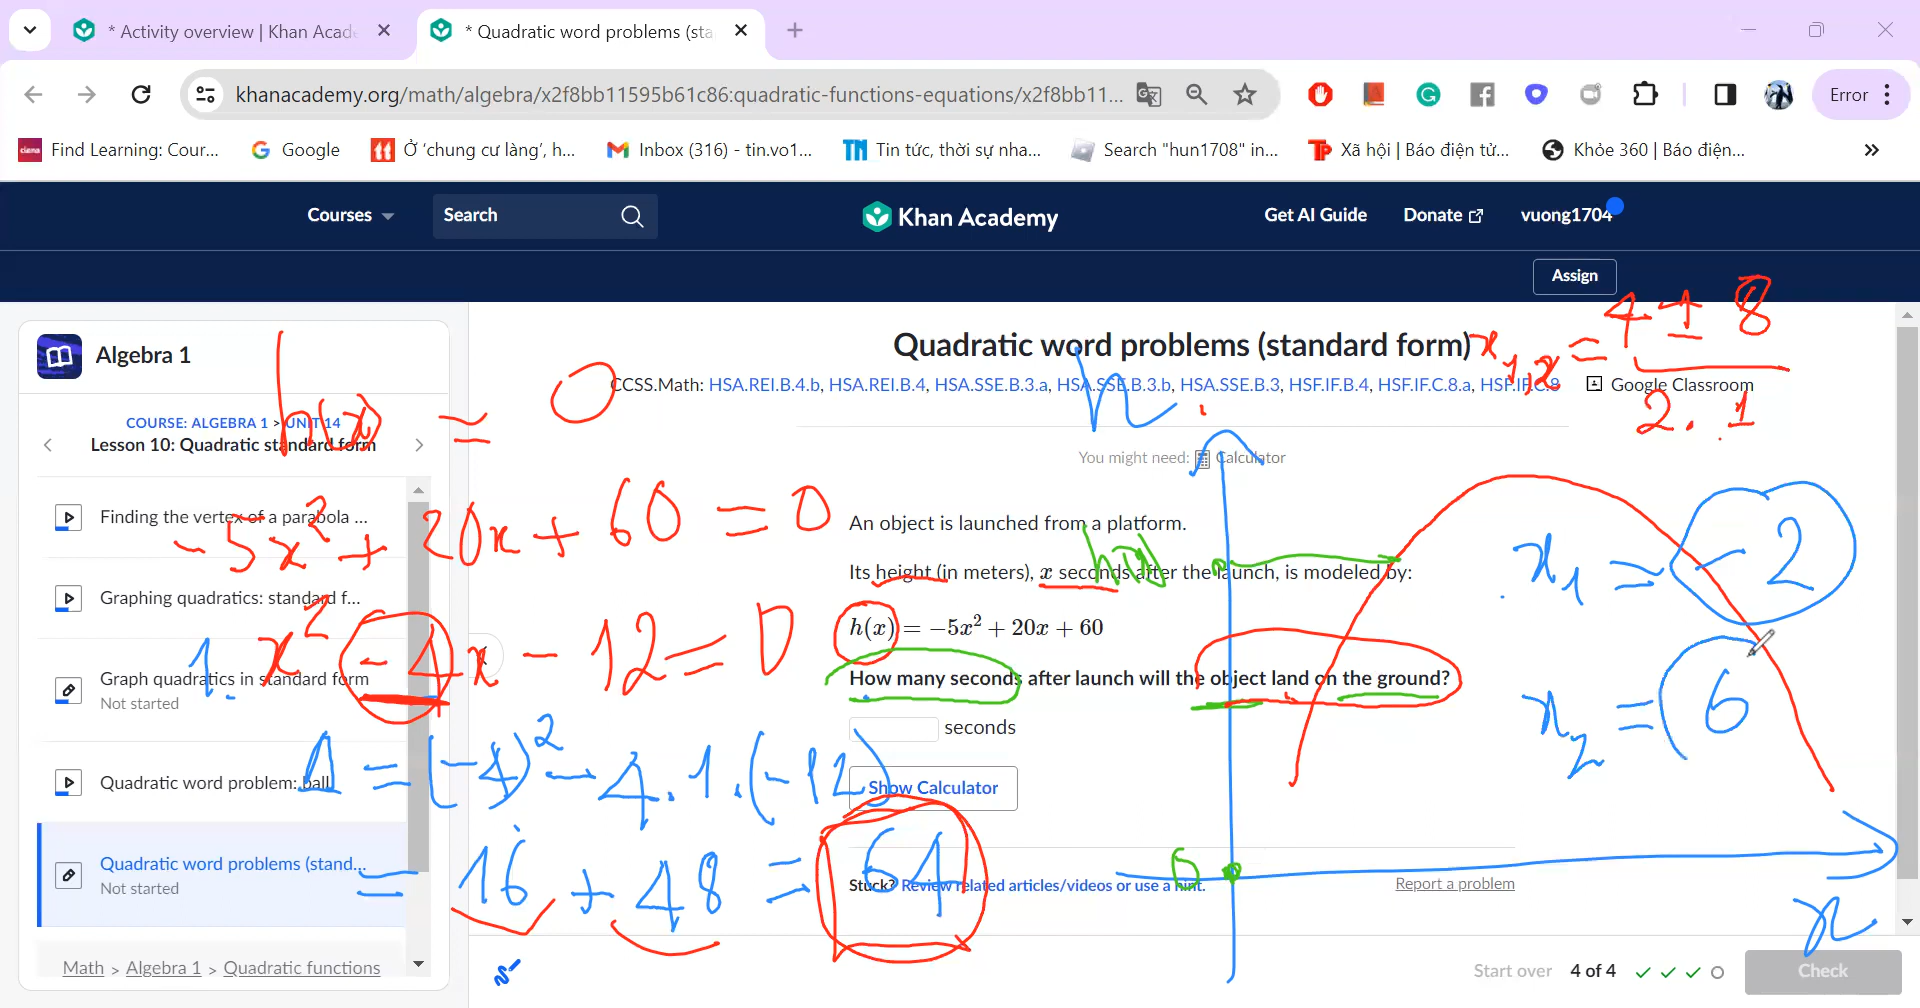 * Activity overview | Khan Acade
* Quadratic word problems (sta
khanacademy.org/math/algebra/x2f8bb11595b61c86:quadratic-functions-equations/x2f8bb11...
Error
Find Learning: Cour...
Google
Ở 'chung cư làng', h...
Inbox (316) - tin.vo1...
Tin tức, thời sự nha...
Search "hun1708" in...
Xã hội | Báo điện tử...
Khỏe 360 | Báo điện...
Courses
Search
Khan Academy
Get AI Guide
Donate
vuong1704
Assign
Algebra 1
COURSE: ALGEBRA 1 > UNIT 14
Lesson 10: Quadratic standard form
Finding the vertex of a parabola ...
Graphing quadratics: standard f...
Graph quadratics in standard form
Not started
Quadratic word problem: ball
Quadratic word problems (stand...
Not started
Math > Algebra 1 > Quadratic functions
Quadratic word problems (standard form)
CCSS.Math: HSA.REI.B.4.b, HSA.REI.B.4, HSA.SSE.B.3.a, HSA.SSE.B.3.b, HSA.SSE.B.3, HSF.IF.B.4, HSF.IF.C.8.a, HSF.IF.C.8
Google Classroom
You might need: Calculator
An object is launched from a platform.
Its height (in meters), x seconds after the launch, is modeled by:
h(x) = −5x² + 20x + 60
How many seconds after launch will the object land on the ground?
seconds
Show Calculator
Stuck? Review related articles/videos or use a hint.
Report a problem
Start over
4 of 4
Check
h(x) = 0
-5x² + 20x + 60 = 0
1. x² - 4x - 12 = 0
Δ = (-4)² - 4.1.(-12)
= 16 + 48 = 64
x1,2 = 4 ± 8
2.1
x1 = -2
x2 = 6
h
h(x)
0
x